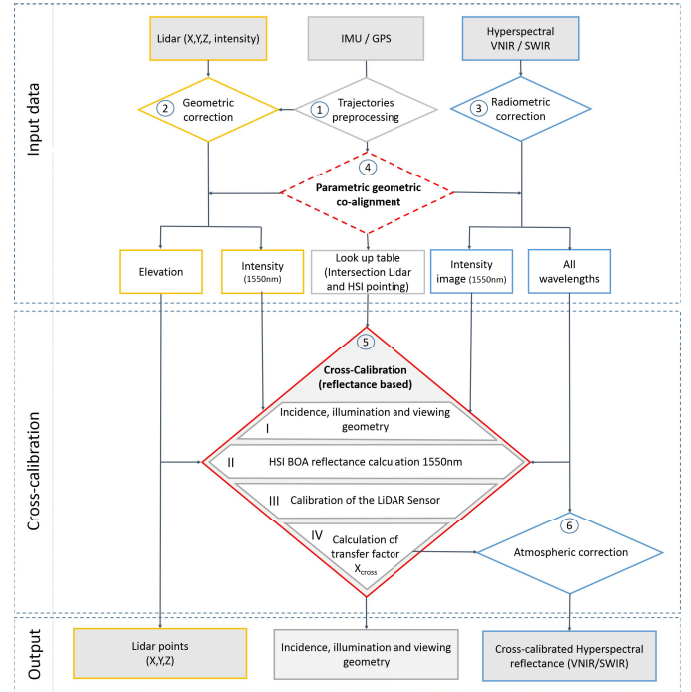 Input data
Lidar (X,Y,Z, intensity)
IMU / GPS
Hyperspectral
VNIR / SWIR
2
Geometric
correction
1
Trajectories
preprocessing
3
Radiometric
correction
4
Parametric geometric
co-alignment
Elevation
Intensity
(1550nm)
Look up table
(Intersection Lidar
and HSI pointing)
Intensity
image (1550nm)
All
wavelengths
Cross-calibration
5
Cross-Calibration
(reflectance based)
I
Incidence, illumination and viewing
geometry
II
HSI BOA reflectance calcuation 1550nm
III
Calibration of the LiDAR Sensor
IV
Calculation of
transfer factor
Xcross
6
Atmospheric correction
Output
Lidar points
(X,Y,Z)
Incidence, illumination and viewing
geometry
Cross-calibrated Hyperspectral
reflectance (VNIR/SWIR)